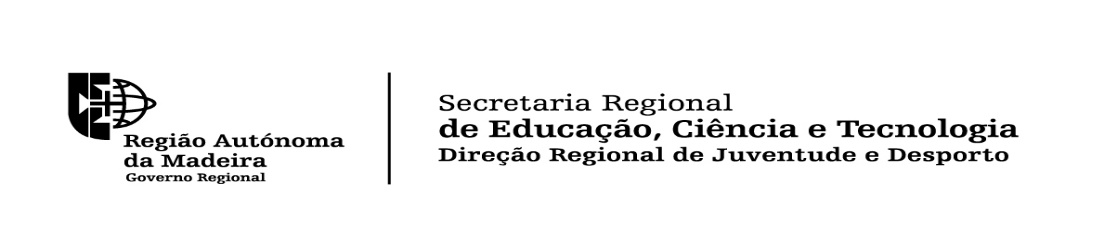 Região Autónoma
da Madeira
Governo Regional
Secretaria Regional
de Educação, Ciência e Tecnologia
Direção Regional de Juventude e Desporto